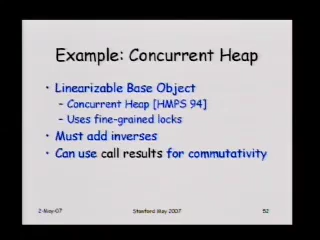 Example: Concurrent Heap
• Linearizable Base Object
– Concurrent Heap [HMPS 94]
– Uses fine-grained locks
• Must add inverses
• Can use call results for commutativity
2-May-07 Stanford May 2007 52